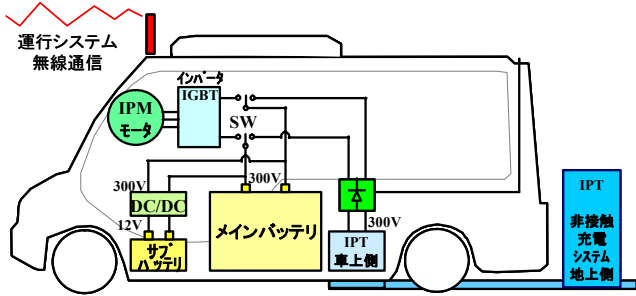 運行システム
無線通信
インバータ
IGBT
IPM
モータ
SW
300V
300V
DC/DC
12V
サブ
バッテリ
メインバッテリ
300V
IPT
車上側
IPT
非接触
充電
システム
地上側